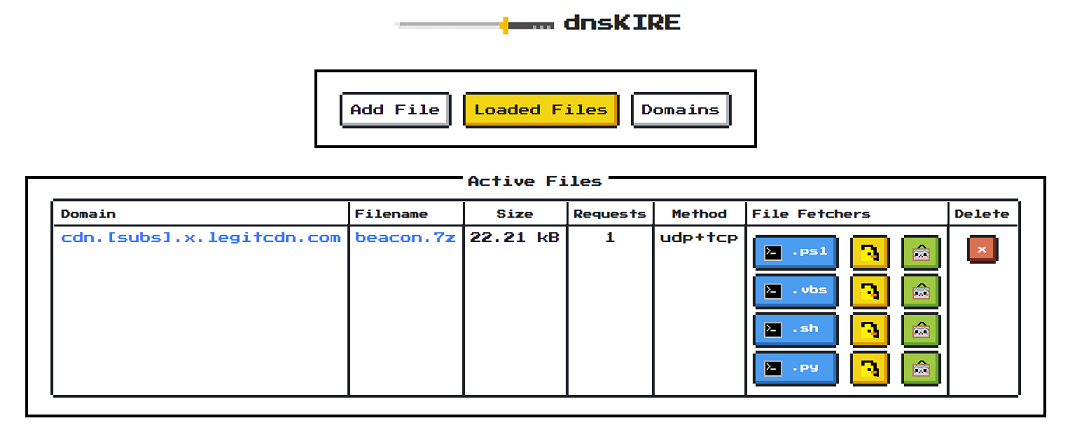 dnsKIRE
Add File Loaded Files Domains
Active Files
Domain Filename Size Requests Method File Fetchers Delete
cdn.[subs].x.legitcdn.com beacon.7z 22.21 kB 1 udp+tcp >_ .ps1 x
>_ .vbs
>_ .sh
>_ .py